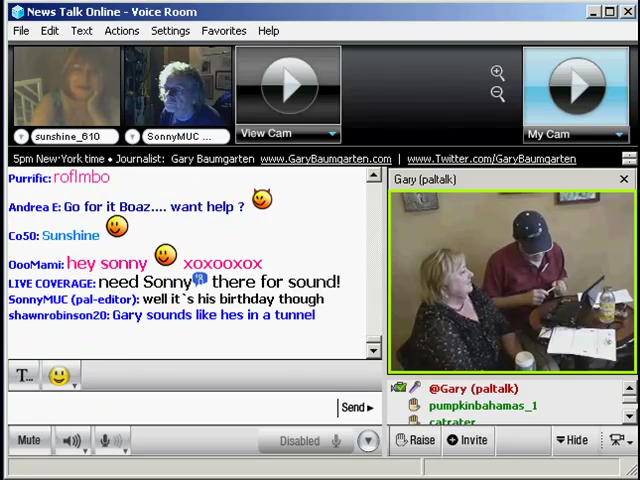 News Talk Online - Voice Room
File Edit Text Actions Settings Favorites Help
sunshine_610
SonnyMUC ...
View Cam
My Cam
5pm New York time • Journalist: Gary Baumgarten www.GaryBaumgarten.com | www.Twitter.com/GaryBaumgarten
Purrific: roflmbo
Andrea E: Go for it Boaz.... want help ?
Co50: Sunshine
OooMami: hey sonny xoxooxox
LIVE COVERAGE: need Sonny there for sound!
SonnyMUC (pal-editor): well it`s his birthday though
shawnrobinson20: Gary sounds like hes in a tunnel
Gary (paltalk)
@Gary (paltalk)
pumpkinbahamas_1
catrater
T...
Send
Mute
Disabled
Raise
Invite
Hide